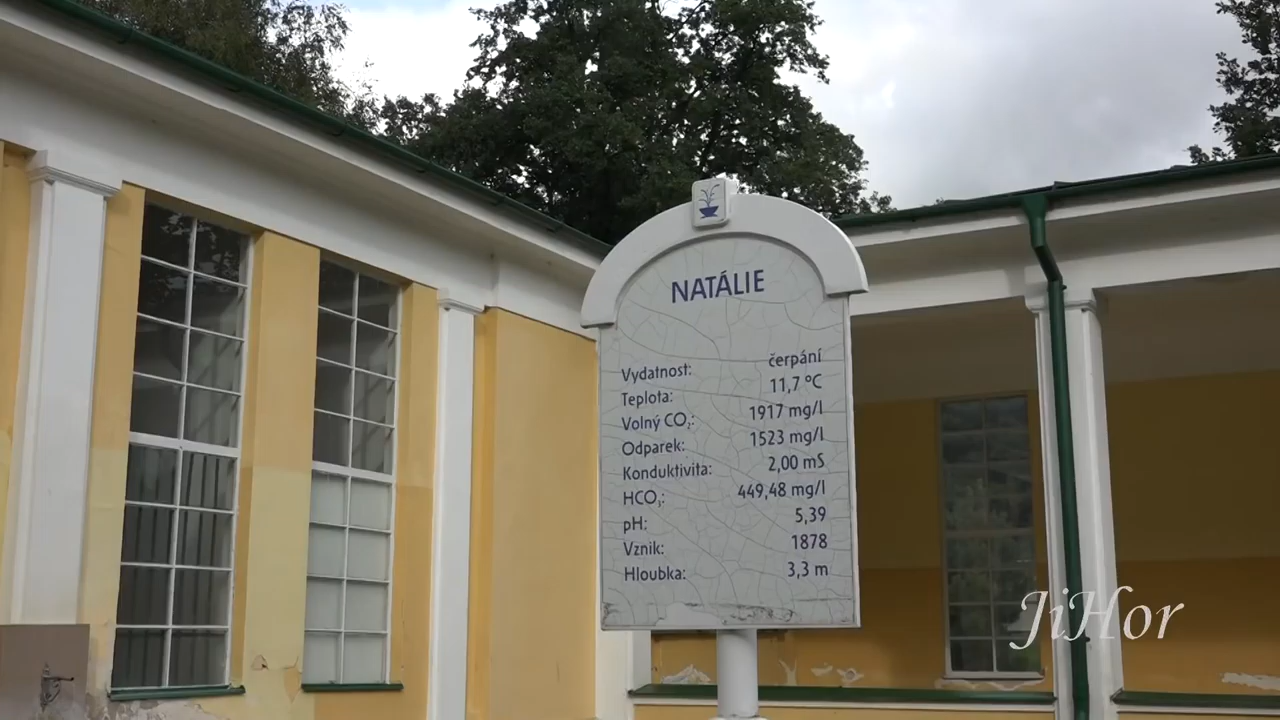 NATÁLIE
Vydatnost: čerpání
Teplota: 11,7 ºC
Volný CO₂: 1917 mg/l
Odparek: 1523 mg/l
Konduktivita: 2,00 mS
HCO₃: 449,48 mg/l
pH: 5,39
Vznik: 1878
Hloubka: 3,3 m
JiHor